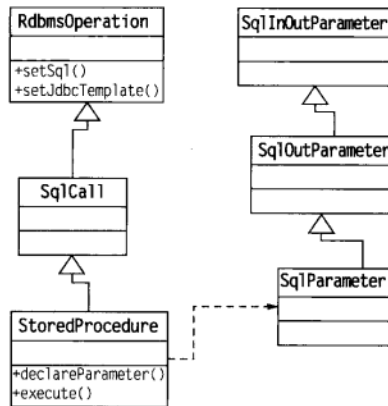 RdbmsOperation
+setSql()
+setJdbcTemplate()
SqlCall
StoredProcedure
+declareParameter()
+execute()
SqlInOutParameter
SqlOutParameter
SqlParameter